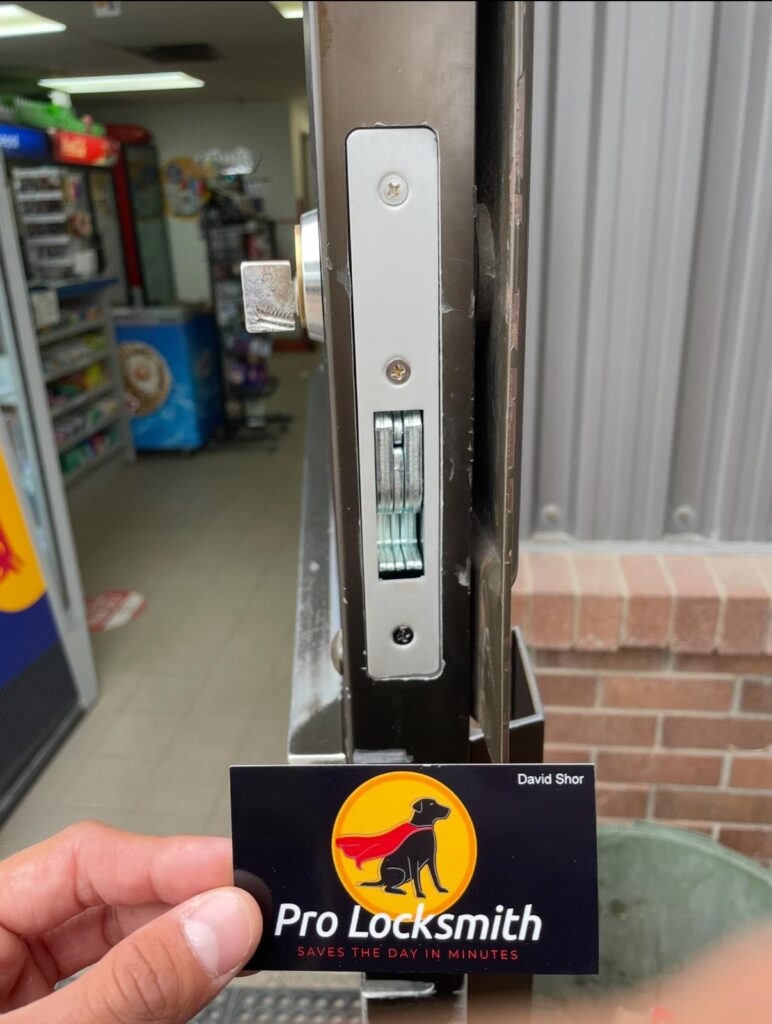 David Shor
Pro Locksmith
SAVES THE DAY IN MINUTES